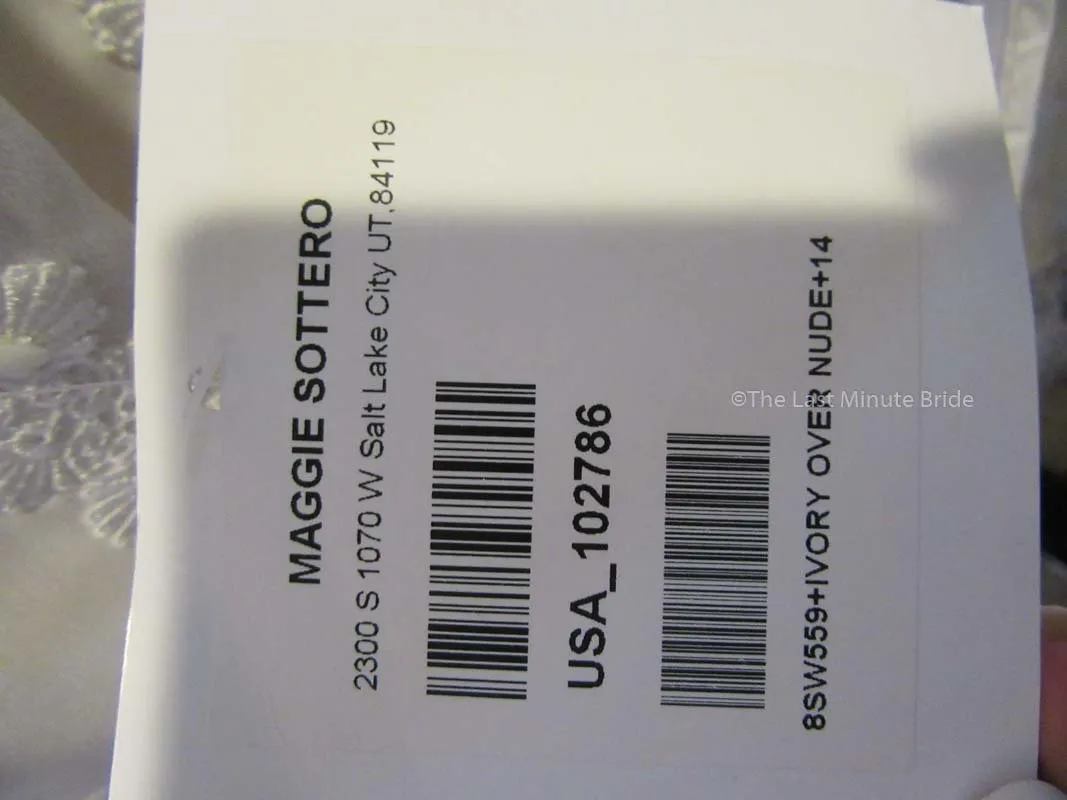 MAGGIE SOTTERO
2300 S 1070 W Salt Lake City UT,84119
USA_102786
8SW559+IVORY OVER NUDE+14
©The Last Minute Bride